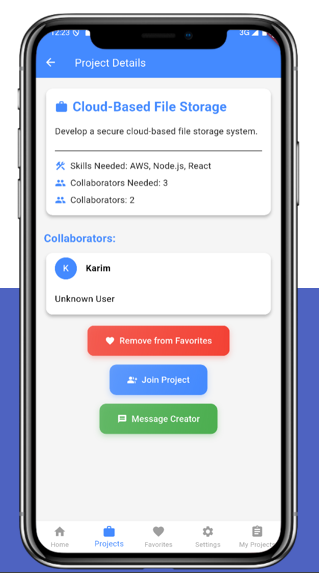 12:23
3G
Project Details
Cloud-Based File Storage
Develop a secure cloud-based file storage system.
Skills Needed: AWS, Node.js, React
Collaborators Needed: 3
Collaborators: 2
Collaborators:
K
Karim
Unknown User
Remove from Favorites
Join Project
Message Creator
Home
Projects
Favorites
Settings
My Projects